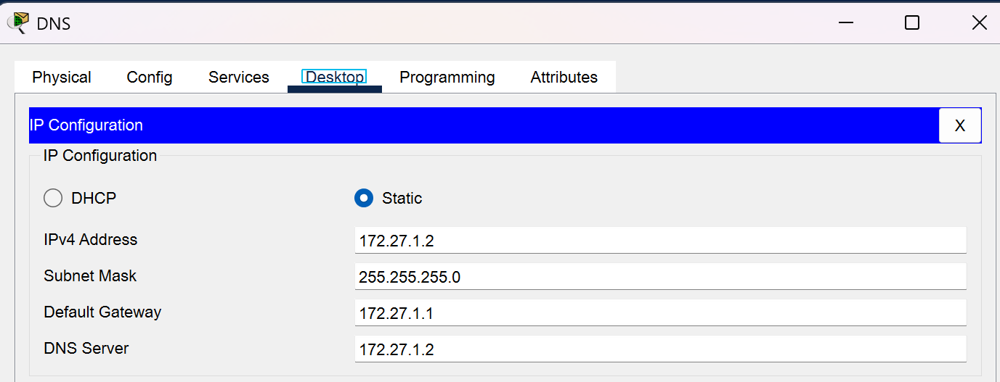 DNS
Physical Config Services Desktop Programming Attributes
IP Configuration X
IP Configuration
DHCP Static
IPv4 Address 172.27.1.2
Subnet Mask 255.255.255.0
Default Gateway 172.27.1.1
DNS Server 172.27.1.2